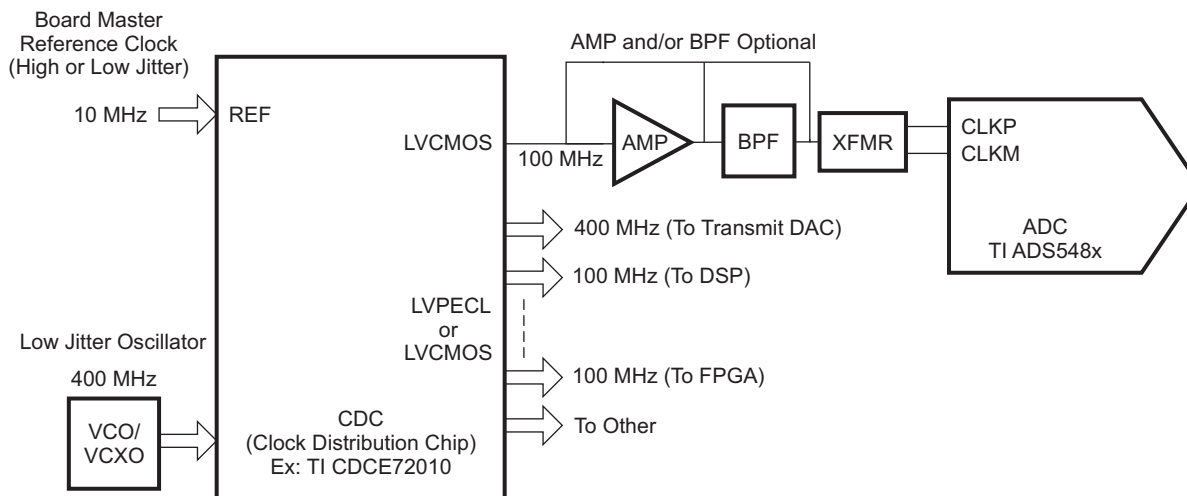 Board Master
Reference Clock
(High or Low Jitter)
10 MHz
REF
LVCMOS
100 MHz
AMP and/or BPF Optional
AMP
BPF
XFMR
CLKP
CLKM
ADC
TI ADS548x
400 MHz (To Transmit DAC)
100 MHz (To DSP)
LVPECL
or
LVCMOS
100 MHz (To FPGA)
To Other
Low Jitter Oscillator
400 MHz
VCO/
VCXO
CDC
(Clock Distribution Chip)
Ex: TI CDCE72010